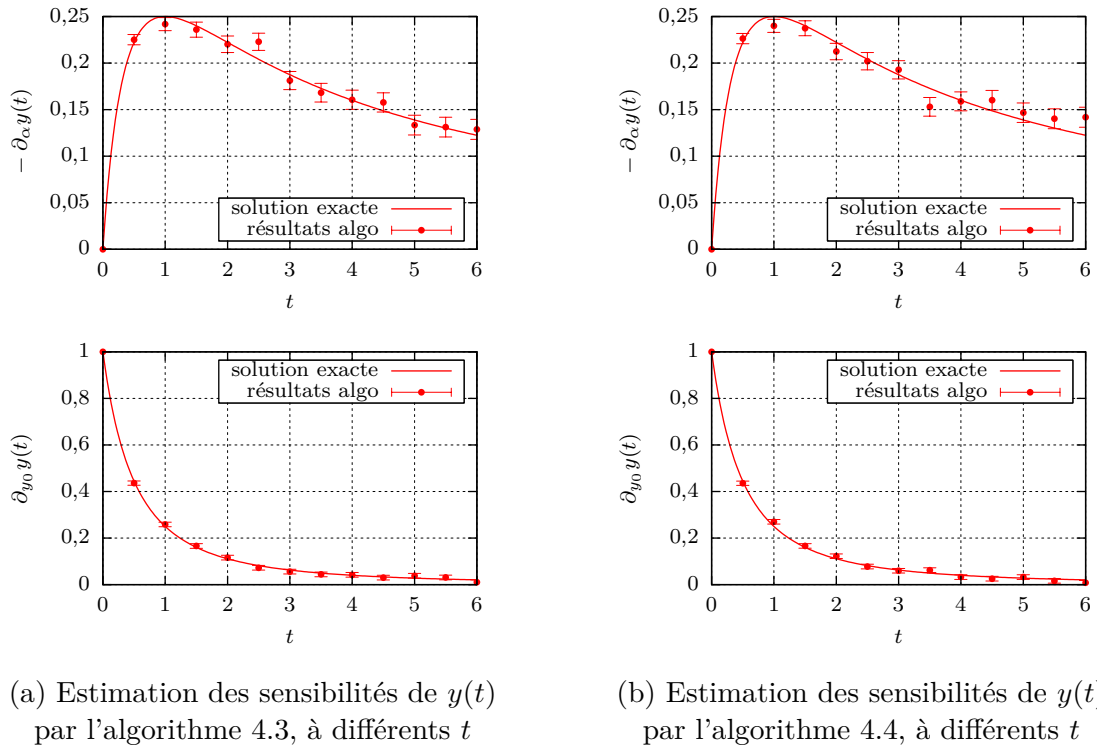 0,25
0,2
0,15
0,1
0,05
0
− ∂α y(t)
solution exacte
résultats algo
0 1 2 3 4 5 6
t
1
0,8
0,6
0,4
0,2
0
∂y0 y(t)
solution exacte
résultats algo
0 1 2 3 4 5 6
t
(a) Estimation des sensibilités de y(t)
par l'algorithme 4.3, à différents t
0,25
0,2
0,15
0,1
0,05
0
− ∂α y(t)
solution exacte
résultats algo
0 1 2 3 4 5 6
t
1
0,8
0,6
0,4
0,2
0
∂y0 y(t)
solution exacte
résultats algo
0 1 2 3 4 5 6
t
(b) Estimation des sensibilités de y(t)
par l'algorithme 4.4, à différents t